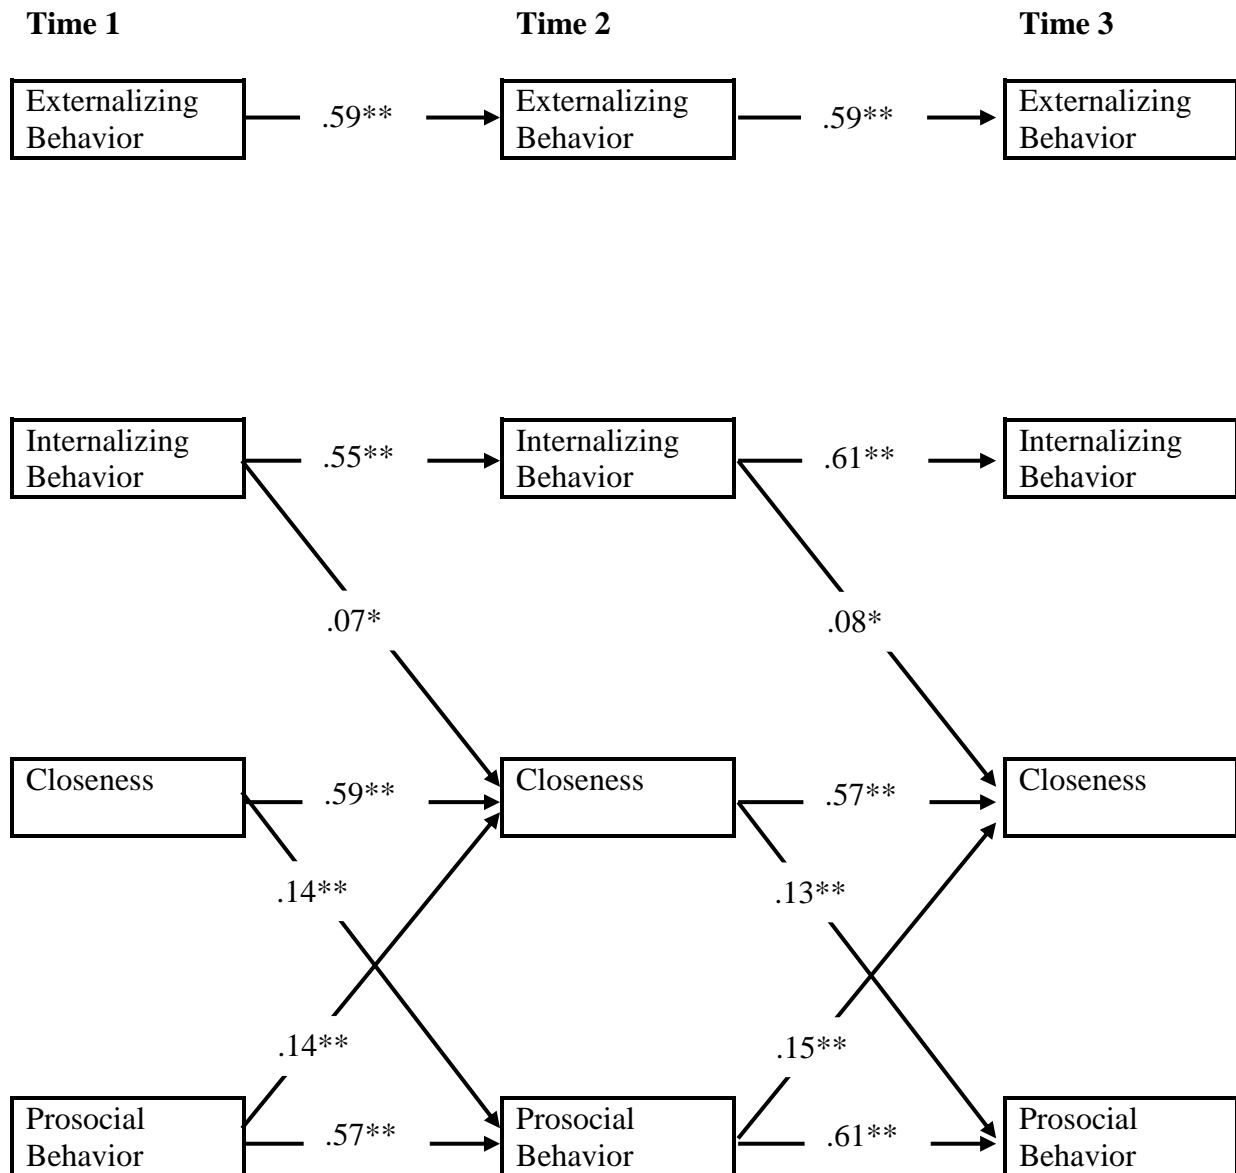 Time 1 Time 2 Time 3
Externalizing
Behavior
.59**
Externalizing
Behavior
.59**
Externalizing
Behavior
Internalizing
Behavior
.55**
Internalizing
Behavior
.61**
Internalizing
Behavior
.07*
.08*
Closeness
.59**
Closeness
.57**
Closeness
.14**
.13**
.14**
.15**
Prosocial
Behavior
.57**
Prosocial
Behavior
.61**
Prosocial
Behavior